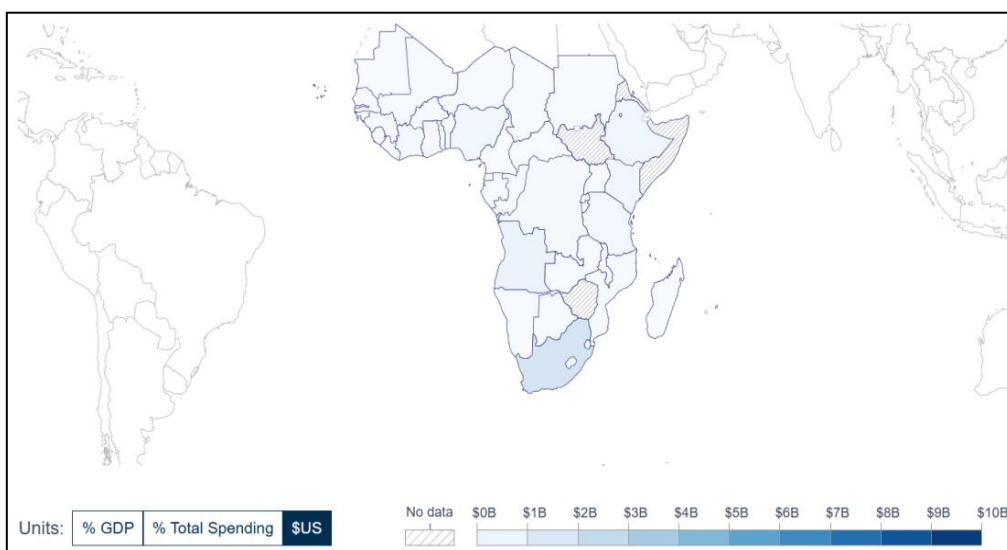 Units: % GDP % Total Spending $US
No data $0B $1B $2B $3B $4B $5B $6B $7B $8B $9B $10B